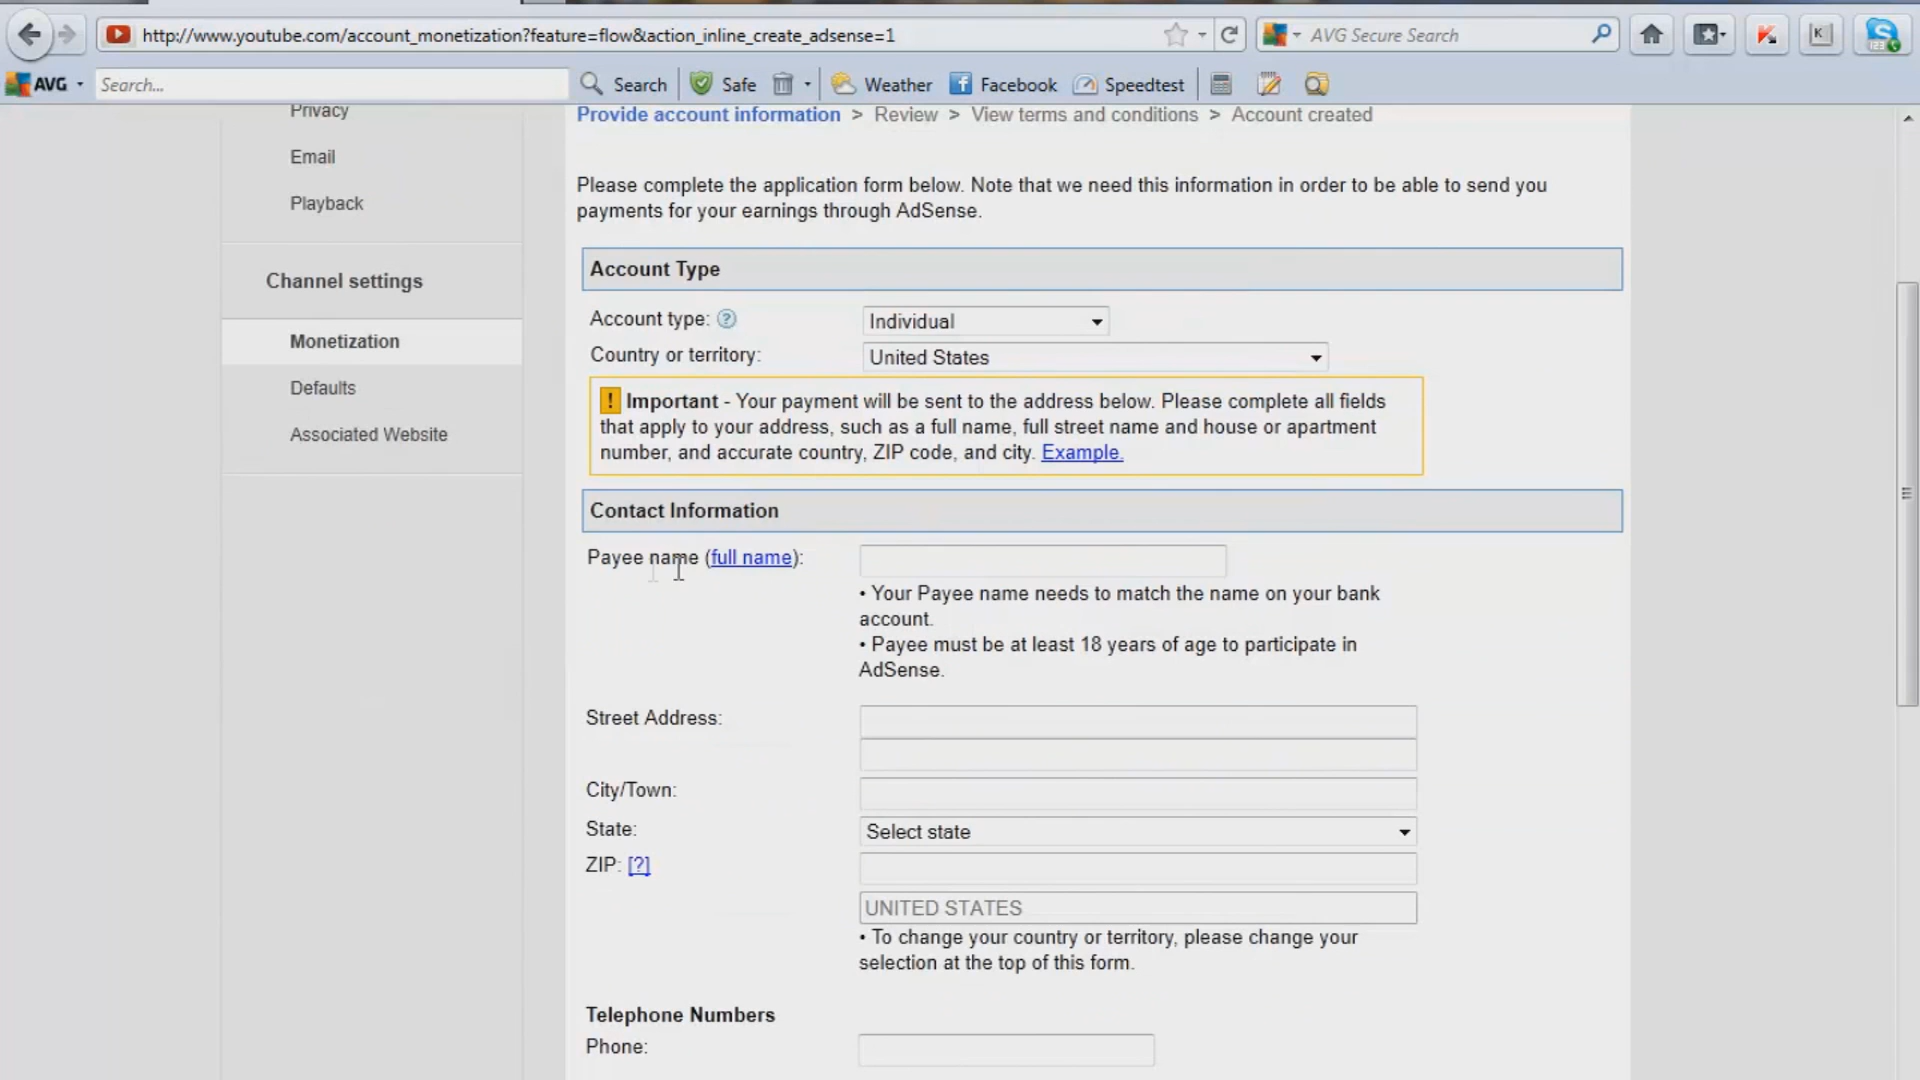 http://www.youtube.com/account_monetization?feature=flow&action_inline_create_adsense=1
AVG Secure Search
AVG
Search...
Search
Safe
Weather
Facebook
Speedtest
Privacy
Email
Playback
Channel settings
Monetization
Defaults
Associated Website
Provide account information > Review > View terms and conditions > Account created
Please complete the application form below. Note that we need this information in order to be able to send you
payments for your earnings through AdSense.
Account Type
Account type: ?
Individual
Country or territory:
United States
! Important - Your payment will be sent to the address below. Please complete all fields
that apply to your address, such as a full name, full street name and house or apartment
number, and accurate country, ZIP code, and city. Example.
Contact Information
Payee name (full name):
• Your Payee name needs to match the name on your bank
account.
• Payee must be at least 18 years of age to participate in
AdSense.
Street Address:
City/Town:
State:
Select state
ZIP: [?]
UNITED STATES
• To change your country or territory, please change your
selection at the top of this form.
Telephone Numbers
Phone: